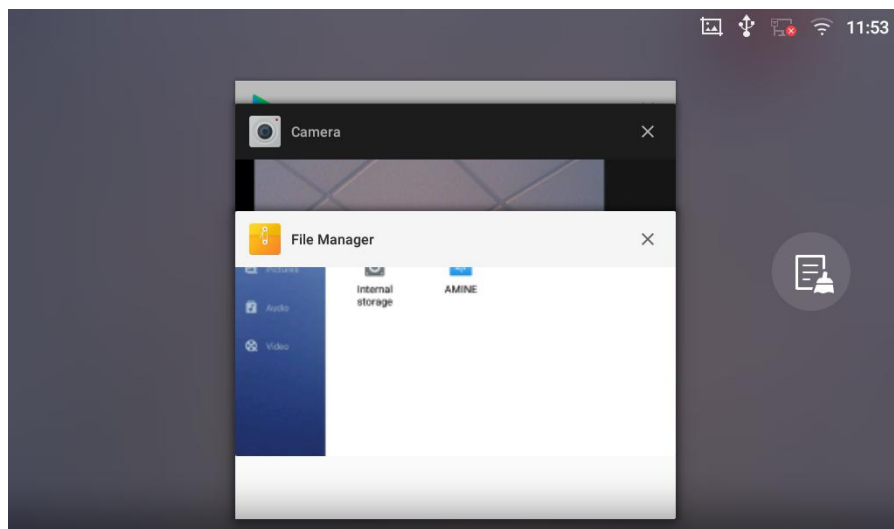 11:53
Camera
File Manager
Pictures
Internal
storage
AMINE
Audio
Video